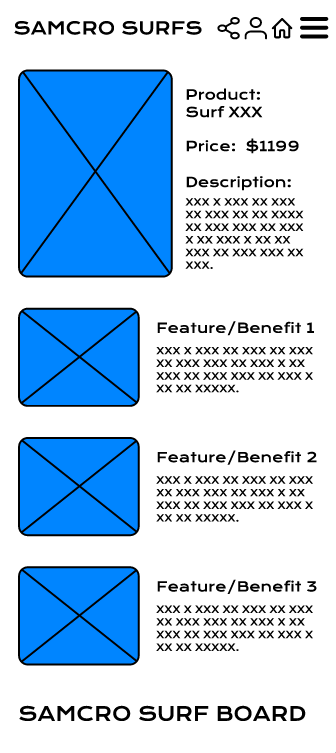 SAMCRO SURFS
Product:
Surf XXX
Price: $1199
Description:
xxx x xxx xx xxx
xx xxx xx xx xxxx
xx xxx xxx xx xxx
x xx xxx x xx xx
xxx xx xxx xxx xx
xxx.
Feature/Benefit 1
xxx x xxx xx xxx xx xxx
xx xxx xxx xx xxx x xx
xxx xx xxx xxx xx xxx x
xx xx xxxxx.
Feature/Benefit 2
xxx x xxx xx xxx xx xxx
xx xxx xxx xx xxx x xx
xxx xx xxx xxx xx xxx x
xx xx xxxxx.
Feature/Benefit 3
xxx x xxx xx xxx xx xxx
xx xxx xxx xx xxx x xx
xxx xx xxx xxx xx xxx x
xx xx xxxxx.
SAMCRO SURF BOARD